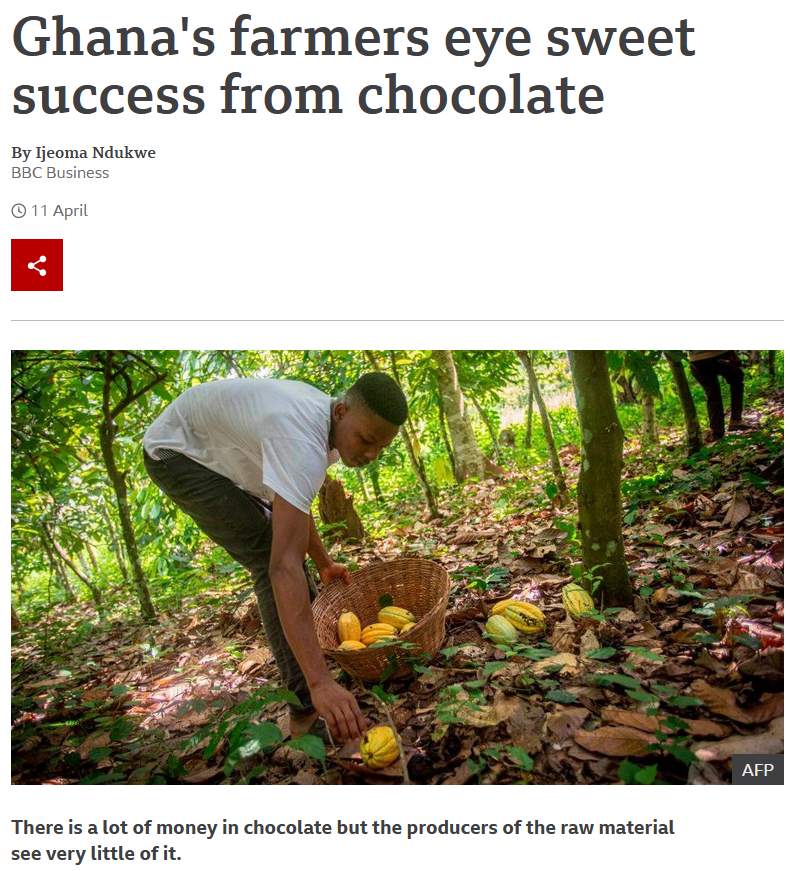 Ghana's farmers eye sweet
success from chocolate
By Ijeoma Ndukwe
BBC Business
11 April
AFP
There is a lot of money in chocolate but the producers of the raw material
see very little of it.